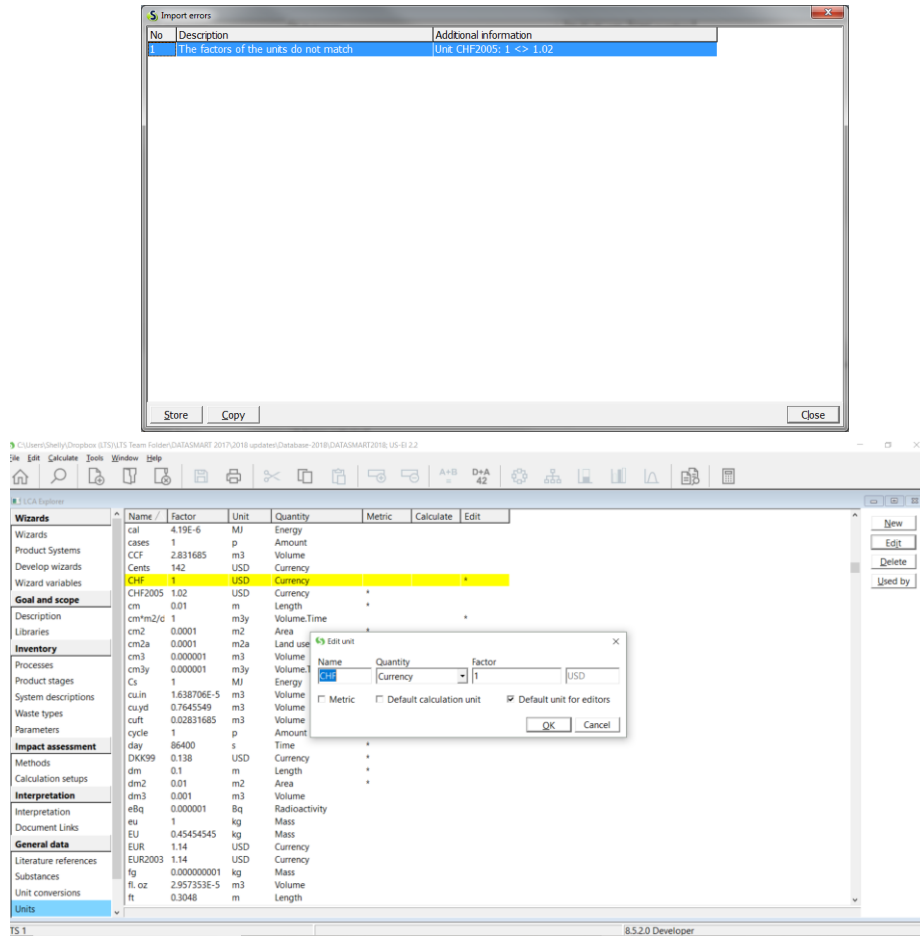 Import errors
No Description Additional information
1 The factors of the units do not match Unit CHF2005: 1 <> 1.02
Store Copy Close
C:\Users\Shelly\Dropbox (LTS)\LTS Team Folder\DATASMART 2017\2018 updates\Database-2018\DATASMART2018; US-EI 2.2
File Edit Calculate Tools Window Help
A+B = D+A 42
LCA Explorer
Wizards
Wizards
Product Systems
Develop wizards
Wizard variables
Goal and scope
Description
Libraries
Inventory
Processes
Product stages
System descriptions
Waste types
Parameters
Impact assessment
Methods
Calculation setups
Interpretation
Interpretation
Document Links
General data
Literature references
Substances
Unit conversions
Units
Name / Factor Unit Quantity Metric Calculate Edit
cal 4.19E-6 MJ Energy
cases 1 p Amount
CCF 2.831685 m3 Volume
Cents 142 USD Currency
CHF 1 USD Currency *
CHF2005 1.02 USD Currency *
cm 0.01 m Length *
cm*m2/d 1 m3y Volume.Time *
cm2 0.0001 m2 Area *
cm2a 0.0001 m2a Land use
cm3 0.000001 m3 Volume
cm3y 0.000001 m3y Volume.T
Cs 1 MJ Energy
cu.in 1.638706E-5 m3 Volume
cu.yd 0.7645549 m3 Volume
cuft 0.02831685 m3 Volume
cycle 1 p Amount
day 86400 s Time *
DKK99 0.138 USD Currency *
dm 0.1 m Length *
dm2 0.01 m2 Area *
dm3 0.001 m3 Volume
eBq 0.000001 Bq Radioactivity
eu 1 kg Mass
EU 0.45454545 kg Mass
EUR 1.14 USD Currency
EUR2003 1.14 USD Currency
fg 0.000000001 kg Mass
fl. oz 2.957353E-5 m3 Volume
ft 0.3048 m Length
Edit unit
Name Quantity Factor
CHF Currency 1 USD
Metric Default calculation unit Default unit for editors
OK Cancel
New
Edit
Delete
Used by
TS 1 8.5.2.0 Developer